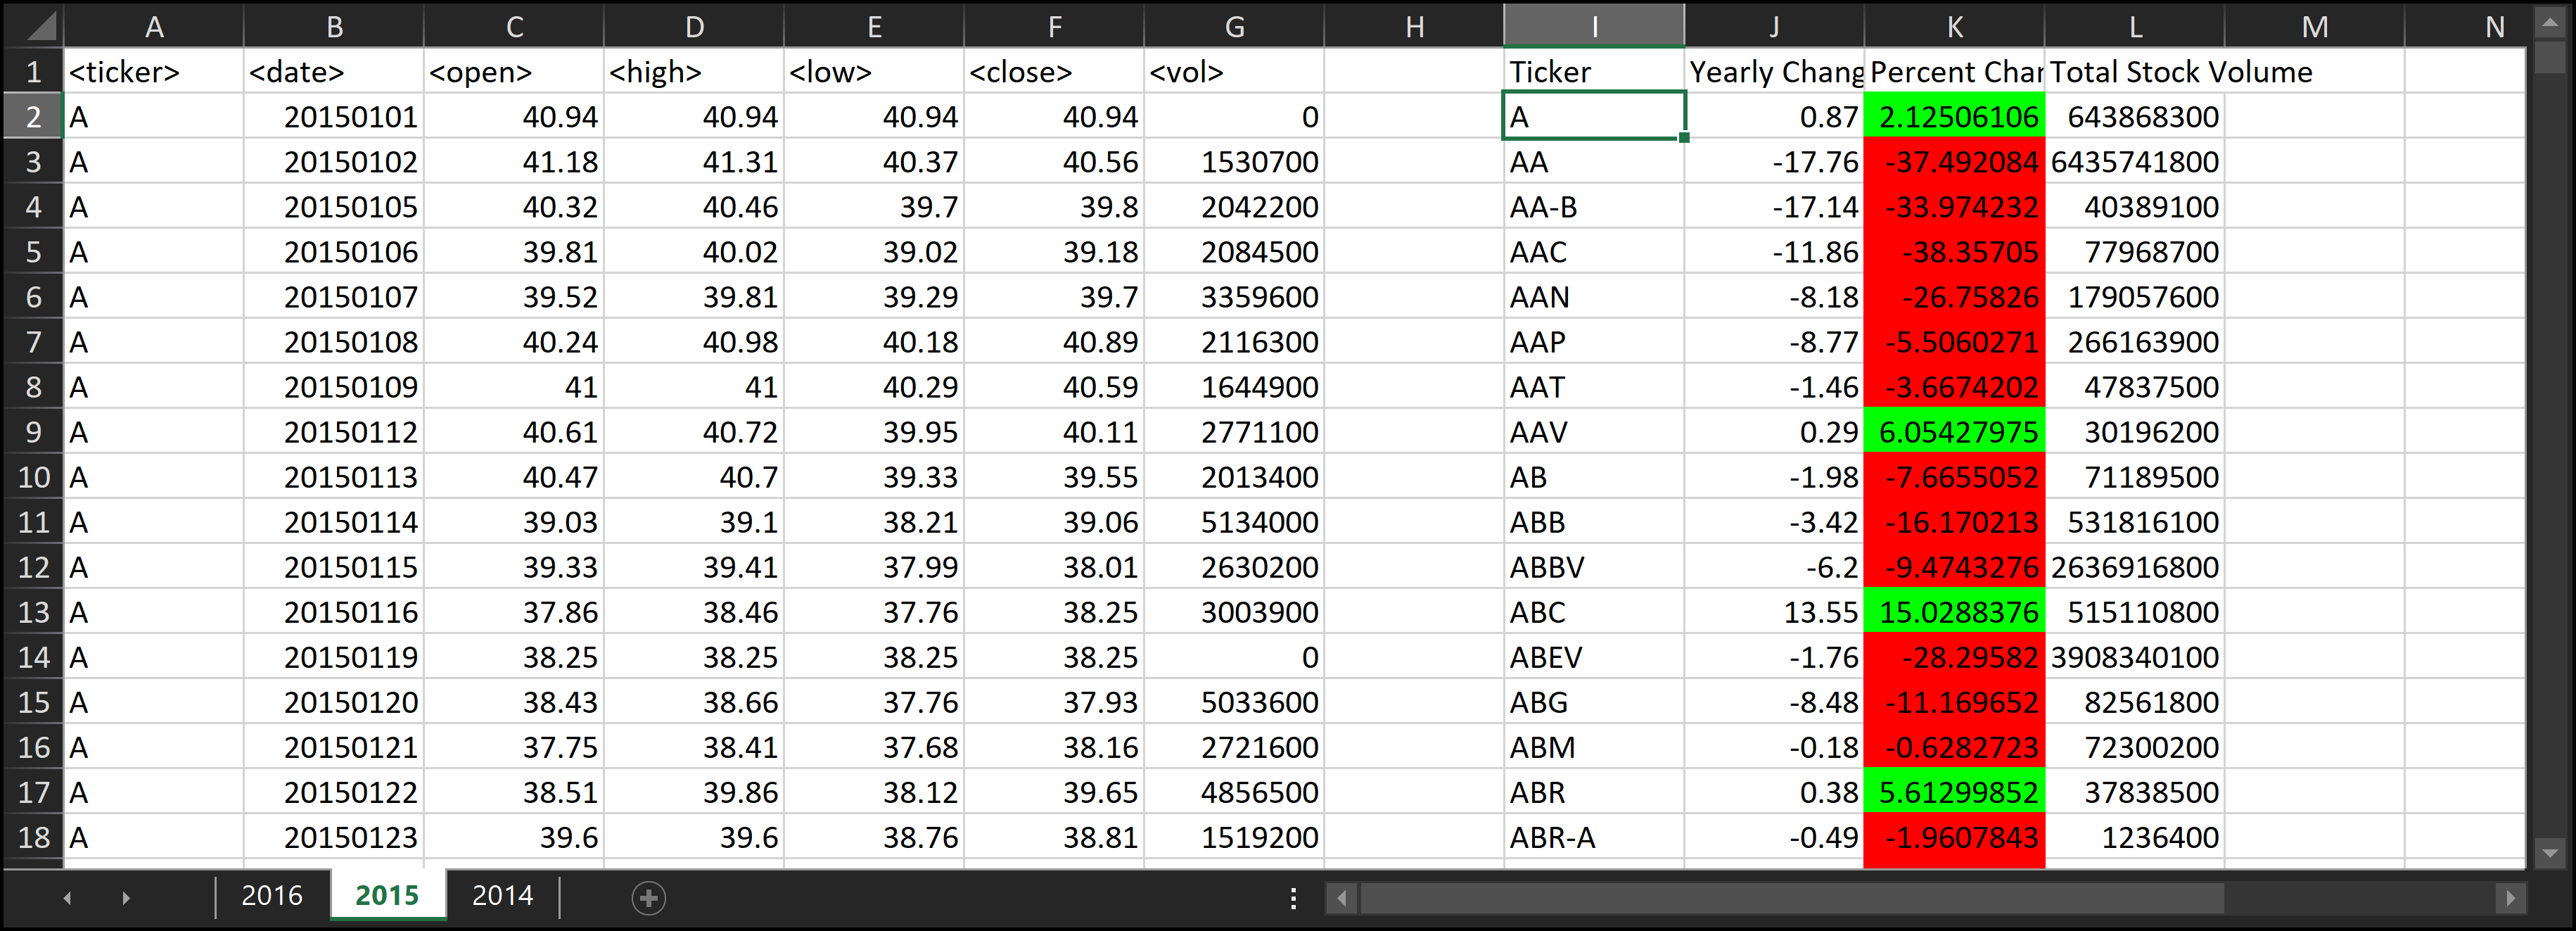 A B C D E F G H I J K L M N
1 <ticker> <date> <open> <high> <low> <close> <vol> Ticker Yearly Chang Percent Char Total Stock Volume
2 A 20150101 40.94 40.94 40.94 40.94 0 A 0.87 2.12506106 643868300
3 A 20150102 41.18 41.31 40.37 40.56 1530700 AA -17.76 -37.492084 6435741800
4 A 20150105 40.32 40.46 39.7 39.8 2042200 AA-B -17.14 -33.974232 40389100
5 A 20150106 39.81 40.02 39.02 39.18 2084500 AAC -11.86 -38.35705 77968700
6 A 20150107 39.52 39.81 39.29 39.7 3359600 AAN -8.18 -26.75826 179057600
7 A 20150108 40.24 40.98 40.18 40.89 2116300 AAP -8.77 -5.5060271 266163900
8 A 20150109 41 41 40.29 40.59 1644900 AAT -1.46 -3.6674202 47837500
9 A 20150112 40.61 40.72 39.95 40.11 2771100 AAV 0.29 6.05427975 30196200
10 A 20150113 40.47 40.7 39.33 39.55 2013400 AB -1.98 -7.6655052 71189500
11 A 20150114 39.03 39.1 38.21 39.06 5134000 ABB -3.42 -16.170213 531816100
12 A 20150115 39.33 39.41 37.99 38.01 2630200 ABBV -6.2 -9.4743276 2636916800
13 A 20150116 37.86 38.46 37.76 38.25 3003900 ABC 13.55 15.0288376 515110800
14 A 20150119 38.25 38.25 38.25 38.25 0 ABEV -1.76 -28.29582 3908340100
15 A 20150120 38.43 38.66 37.76 37.93 5033600 ABG -8.48 -11.169652 82561800
16 A 20150121 37.75 38.41 37.68 38.16 2721600 ABM -0.18 -0.6282723 72300200
17 A 20150122 38.51 39.86 38.12 39.65 4856500 ABR 0.38 5.61299852 37838500
18 A 20150123 39.6 39.6 38.76 38.81 1519200 ABR-A -0.49 -1.9607843 1236400
2016 2015 2014